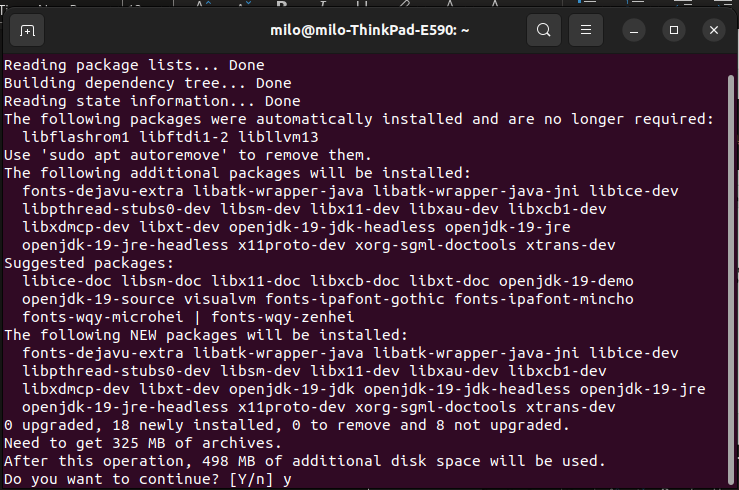 milo@milo-ThinkPad-E590: ~
Reading package lists... Done
Building dependency tree... Done
Reading state information... Done
The following packages were automatically installed and are no longer required:
  libflashrom1 libftdi1-2 libllvm13
Use 'sudo apt autoremove' to remove them.
The following additional packages will be installed:
  fonts-dejavu-extra libatk-wrapper-java libatk-wrapper-java-jni libice-dev
  libpthread-stubs0-dev libsm-dev libx11-dev libxau-dev libxcb1-dev
  libxdmcp-dev libxt-dev openjdk-19-jdk-headless openjdk-19-jre
  openjdk-19-jre-headless x11proto-dev xorg-sgml-doctools xtrans-dev
Suggested packages:
  libice-doc libsm-doc libx11-doc libxcb-doc libxt-doc openjdk-19-demo
  openjdk-19-source visualvm fonts-ipafont-gothic fonts-ipafont-mincho
  fonts-wqy-microhei | fonts-wqy-zenhei
The following NEW packages will be installed:
  fonts-dejavu-extra libatk-wrapper-java libatk-wrapper-java-jni libice-dev
  libpthread-stubs0-dev libsm-dev libx11-dev libxau-dev libxcb1-dev
  libxdmcp-dev libxt-dev openjdk-19-jdk openjdk-19-jdk-headless openjdk-19-jre
  openjdk-19-jre-headless x11proto-dev xorg-sgml-doctools xtrans-dev
0 upgraded, 18 newly installed, 0 to remove and 8 not upgraded.
Need to get 325 MB of archives.
After this operation, 498 MB of additional disk space will be used.
Do you want to continue? [Y/n] y